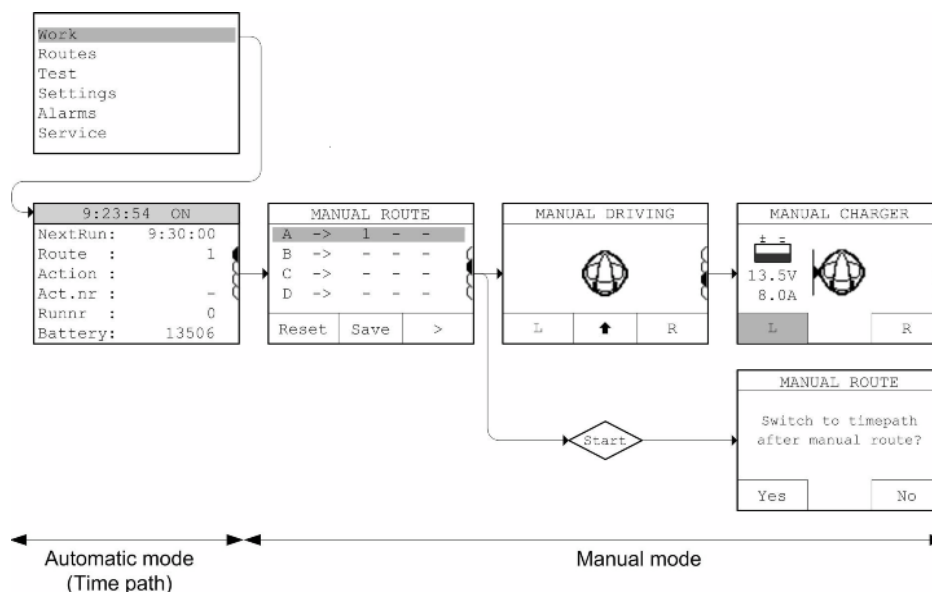 Work
Routes
Test
Settings
Alarms
Service
9:23:54 ON
NextRun: 9:30:00
Route : 1
Action :
Act.nr : -
Runnr : 0
Battery: 13506
MANUAL ROUTE
A -> 1 - -
B -> - - -
C -> - - -
D -> - - -
Reset Save >
MANUAL DRIVING
L R
MANUAL CHARGER
+ -
13.5V
8.0A
L R
Start
MANUAL ROUTE
Switch to timepath
after manual route?
Yes No
Automatic mode
(Time path)
Manual mode